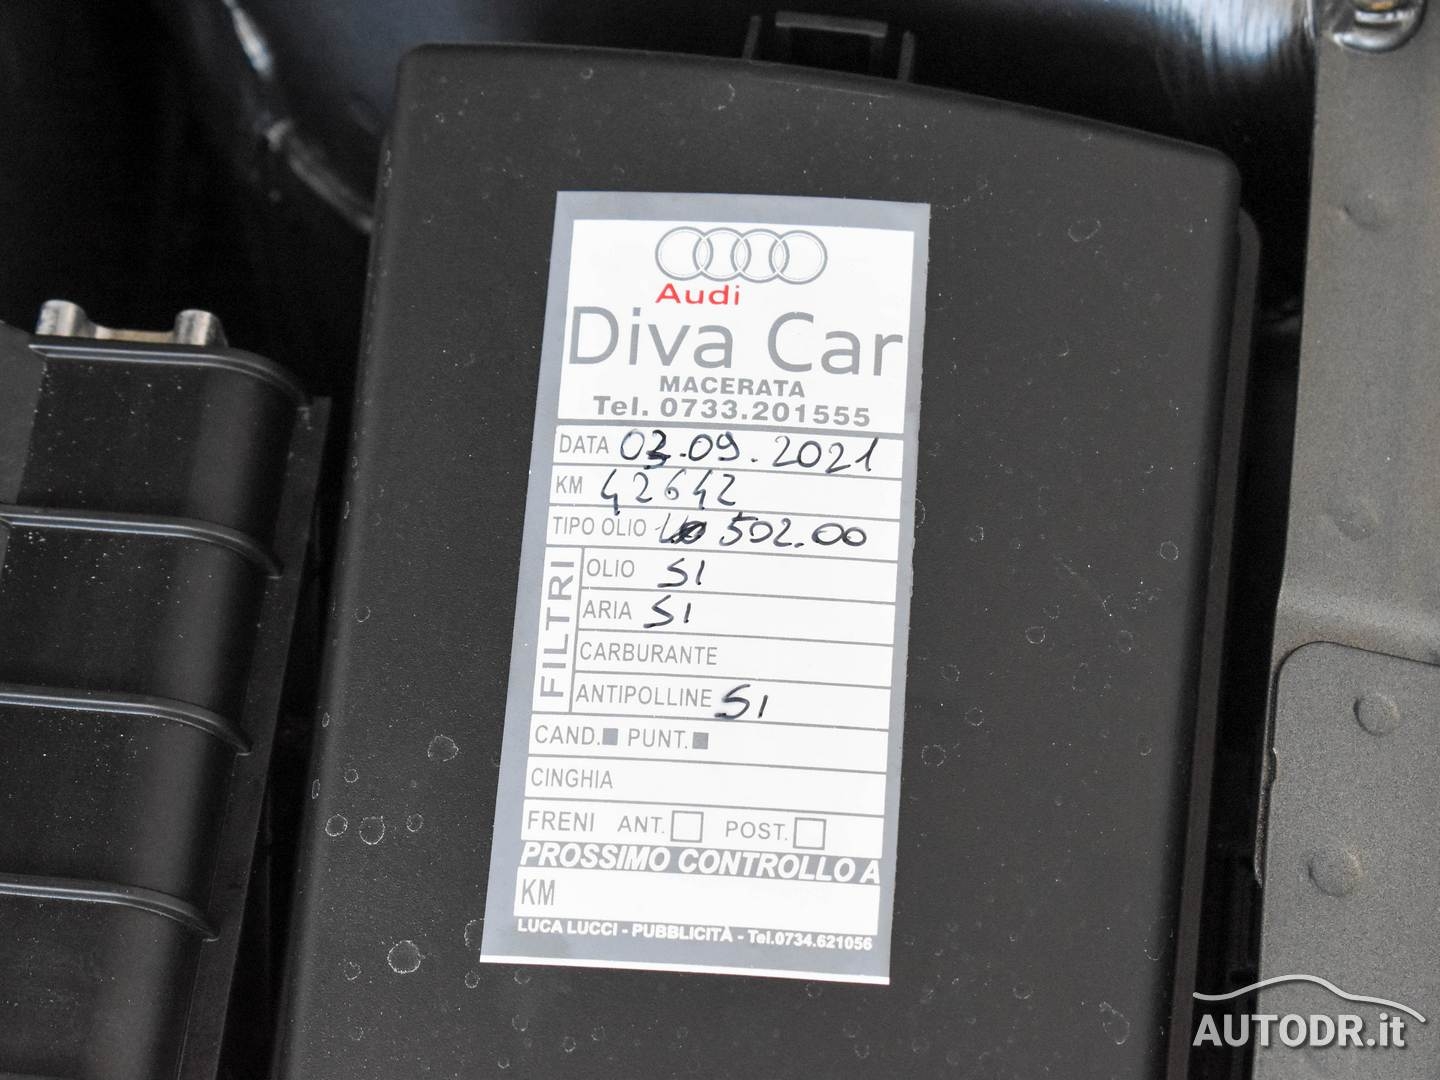 Audi
Diva Car
MACERATA
Tel. 0733.201555
DATA 03.09.2021
KM 42642
TIPO OLIO 502.00
FILTRI
OLIO SI
ARIA SI
CARBURANTE
ANTIPOLLINE SI
CAND. PUNT.
CINGHIA
FRENI ANT. POST.
PROSSIMO CONTROLLO A
KM
LUCA LUCCI - PUBBLICITÀ - Tel.0734.621056
AUTODR.it